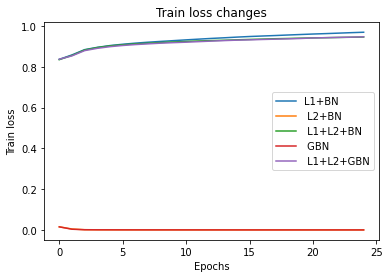 Train loss changes
Train loss
1.0
0.8
0.6
0.4
0.2
0.0
L1+BN
L2+BN
L1+L2+BN
GBN
L1+L2+GBN
0 5 10 15 20 25
Epochs